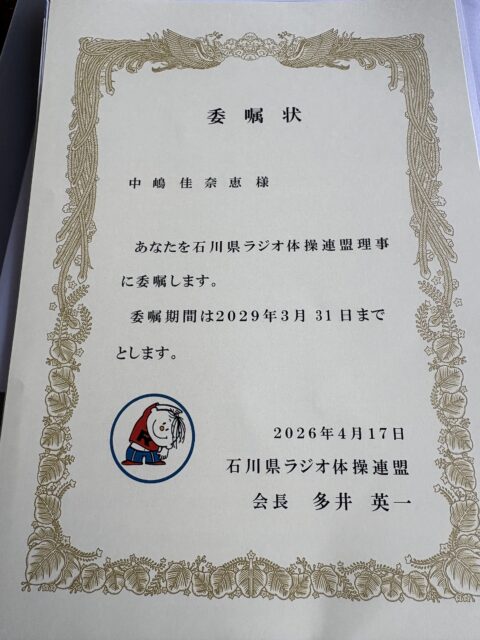 委嘱状
中嶋佳奈恵様
あなたを石川県ラジオ体操連盟理事
に委嘱します。
委嘱期間は2029年3月31日まで
とします。
2026年4月17日
石川県ラジオ体操連盟
会長 多井 英一
R